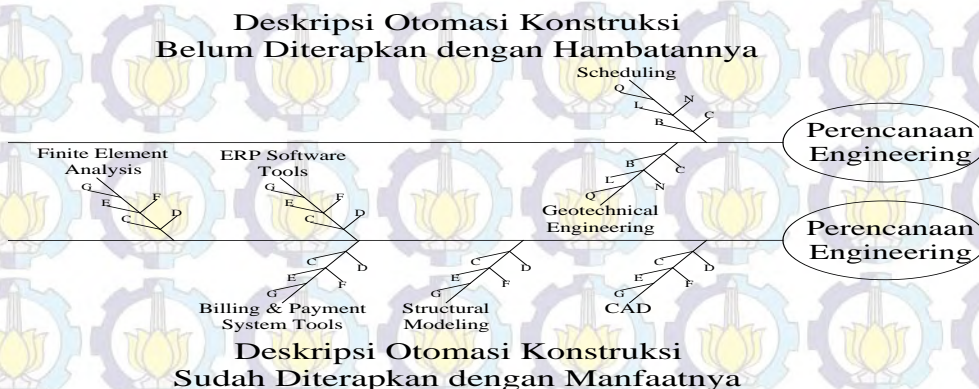 Deskripsi Otomasi Konstruksi
Belum Diterapkan dengan Hambatannya
Scheduling
Q
L
N
B
C
Perencanaan
Engineering
Finite Element
Analysis
G
E
F
C
D
ERP Software
Tools
G
E
F
C
D
B
C
L
N
Q
Geotechnical
Engineering
Perencanaan
Engineering
C
D
E
F
G
Billing & Payment
System Tools
C
D
E
F
G
Structural
Modeling
C
D
E
F
G
CAD
Deskripsi Otomasi Konstruksi
Sudah Diterapkan dengan Manfaatnya